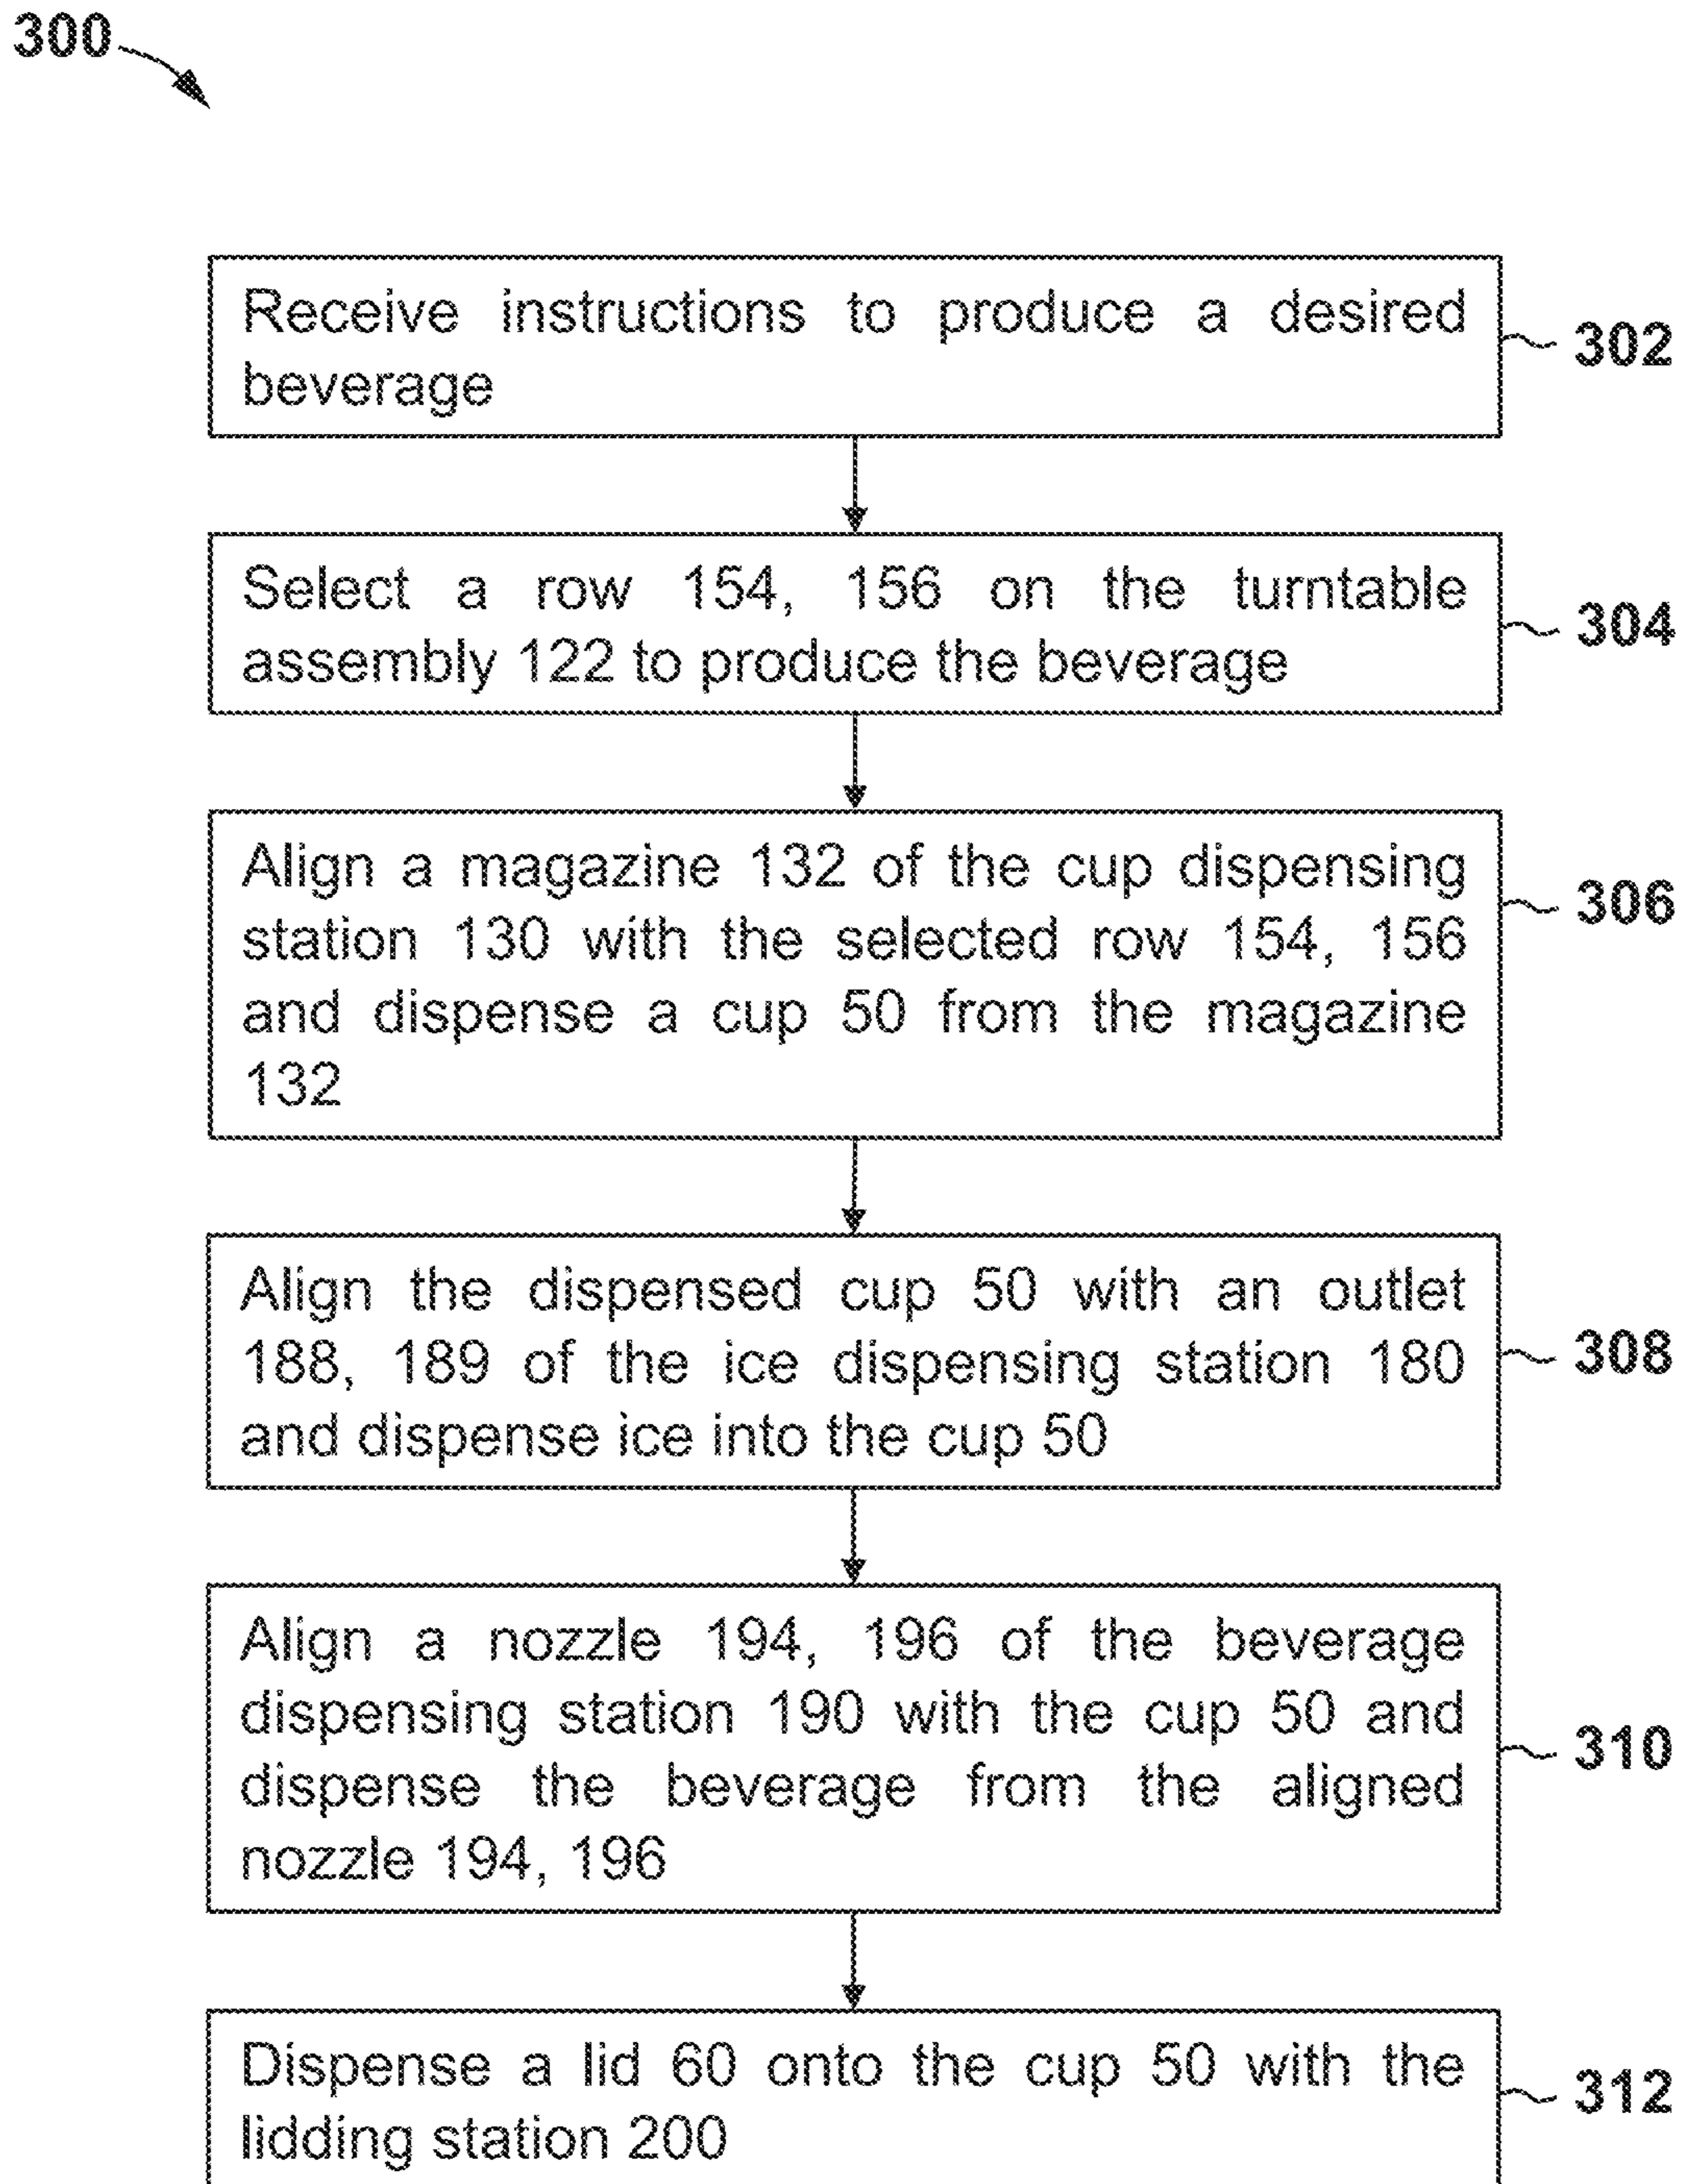 300
Receive instructions to produce a desired
beverage
302
Select a row 154, 156 on the turntable
assembly 122 to produce the beverage
304
Align a magazine 132 of the cup dispensing
station 130 with the selected row 154, 156
and dispense a cup 50 from the magazine
132
306
Align the dispensed cup 50 with an outlet
188, 189 of the ice dispensing station 180
and dispense ice into the cup 50
308
Align a nozzle 194, 196 of the beverage
dispensing station 190 with the cup 50 and
dispense the beverage from the aligned
nozzle 194, 196
310
Dispense a lid 60 onto the cup 50 with the
lidding station 200
312